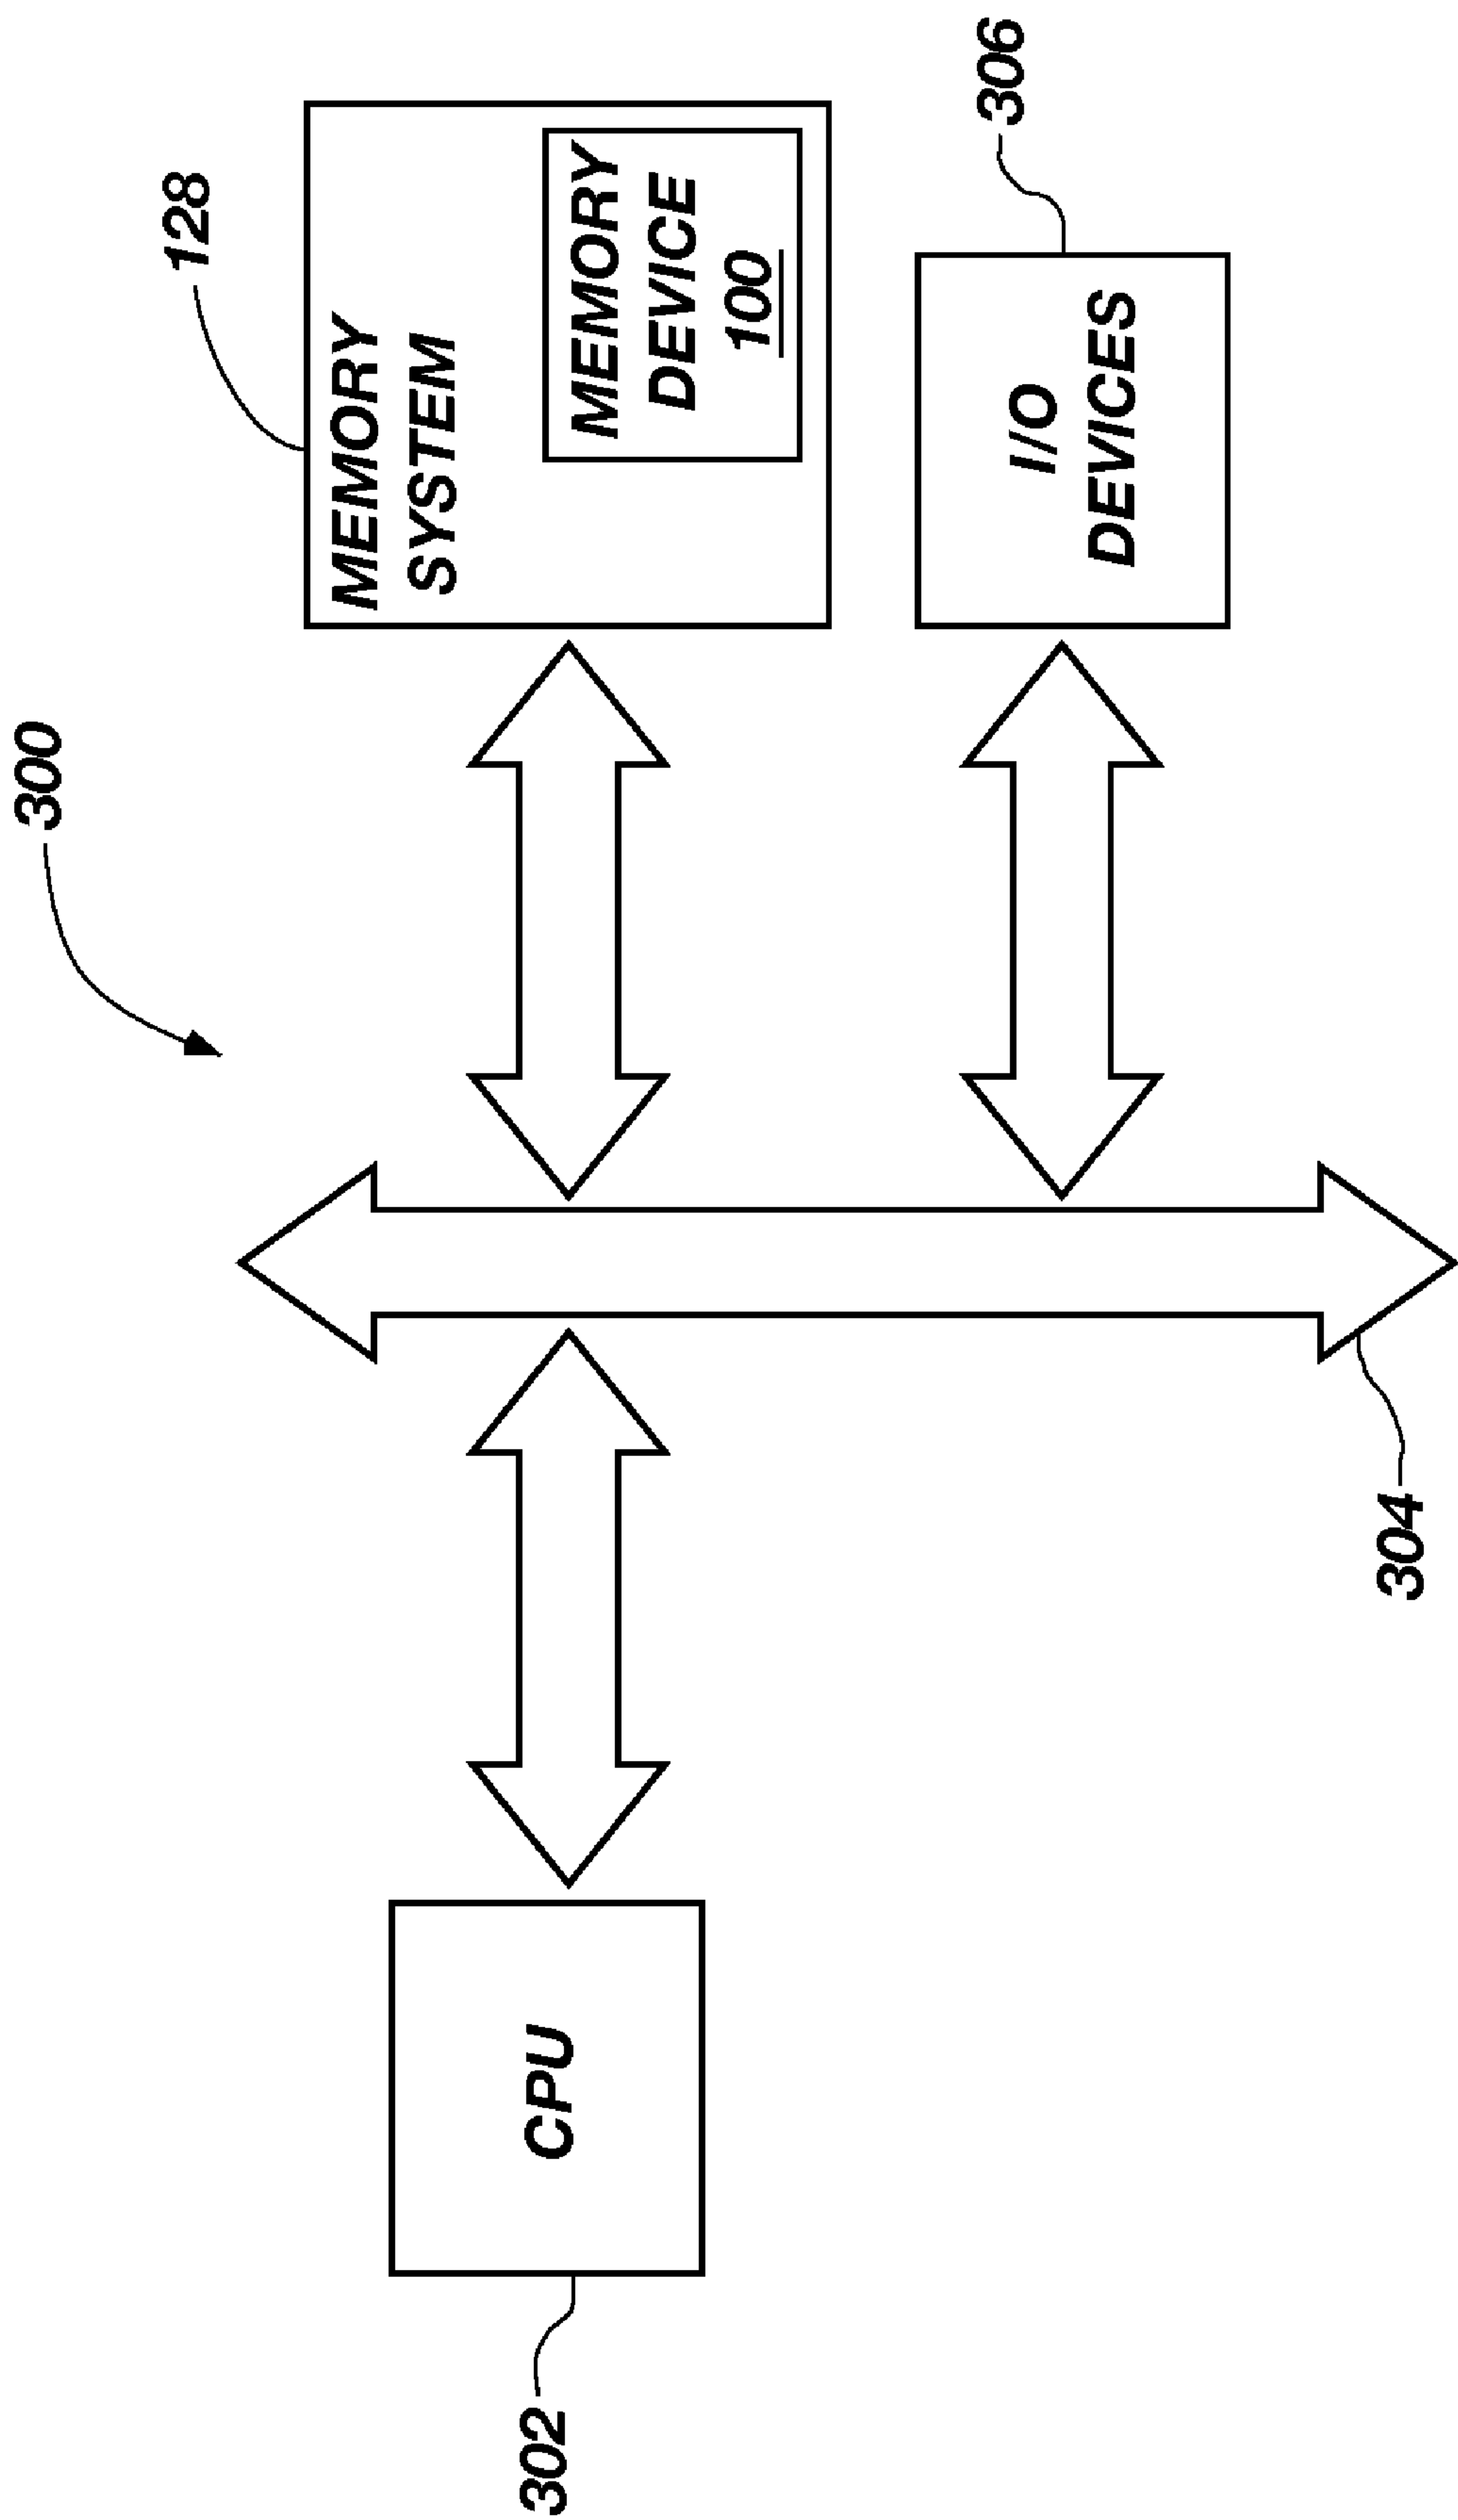 300
128
MEMORY
SYSTEM
MEMORY
DEVICE
100
CPU
302
306
I/O
DEVICES
304